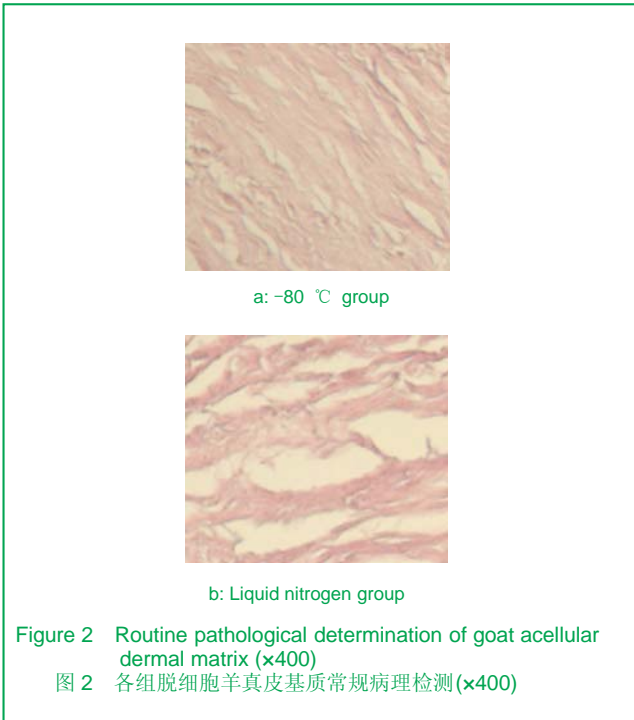 a: -80 ℃ group
b: Liquid nitrogen group
Figure 2 Routine pathological determination of goat acellular
dermal matrix (×400)
图 2 各组脱细胞羊真皮基质常规病理检测(×400)